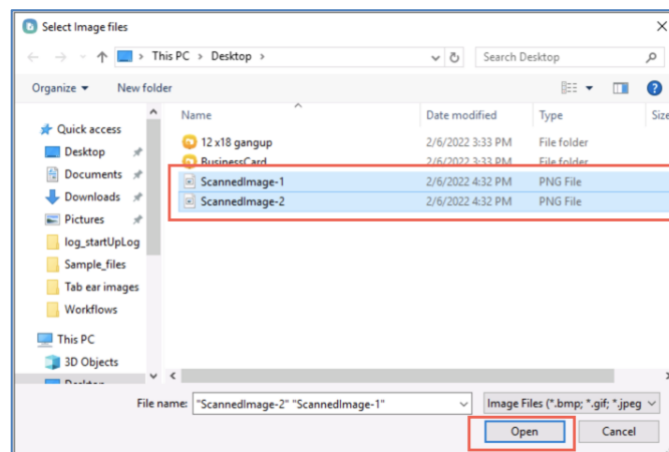 Select Image files
This PC > Desktop >
Search Desktop
Organize New folder
Name Date modified Type Size
Quick access
Desktop
Documents
Downloads
Pictures
log_startUpLog
Sample_files
Tab ear images
Workflows
This PC
3D Objects
Desktop
12 x18 gangup 2/6/2022 3:33 PM File folder
BusinessCard 2/6/2022 3:33 PM File folder
ScannedImage-1 2/6/2022 4:32 PM PNG File
ScannedImage-2 2/6/2022 4:32 PM PNG File
File name: "ScannedImage-2" "ScannedImage-1" Image Files (*.bmp; *.gif; *.jpeg
Open Cancel